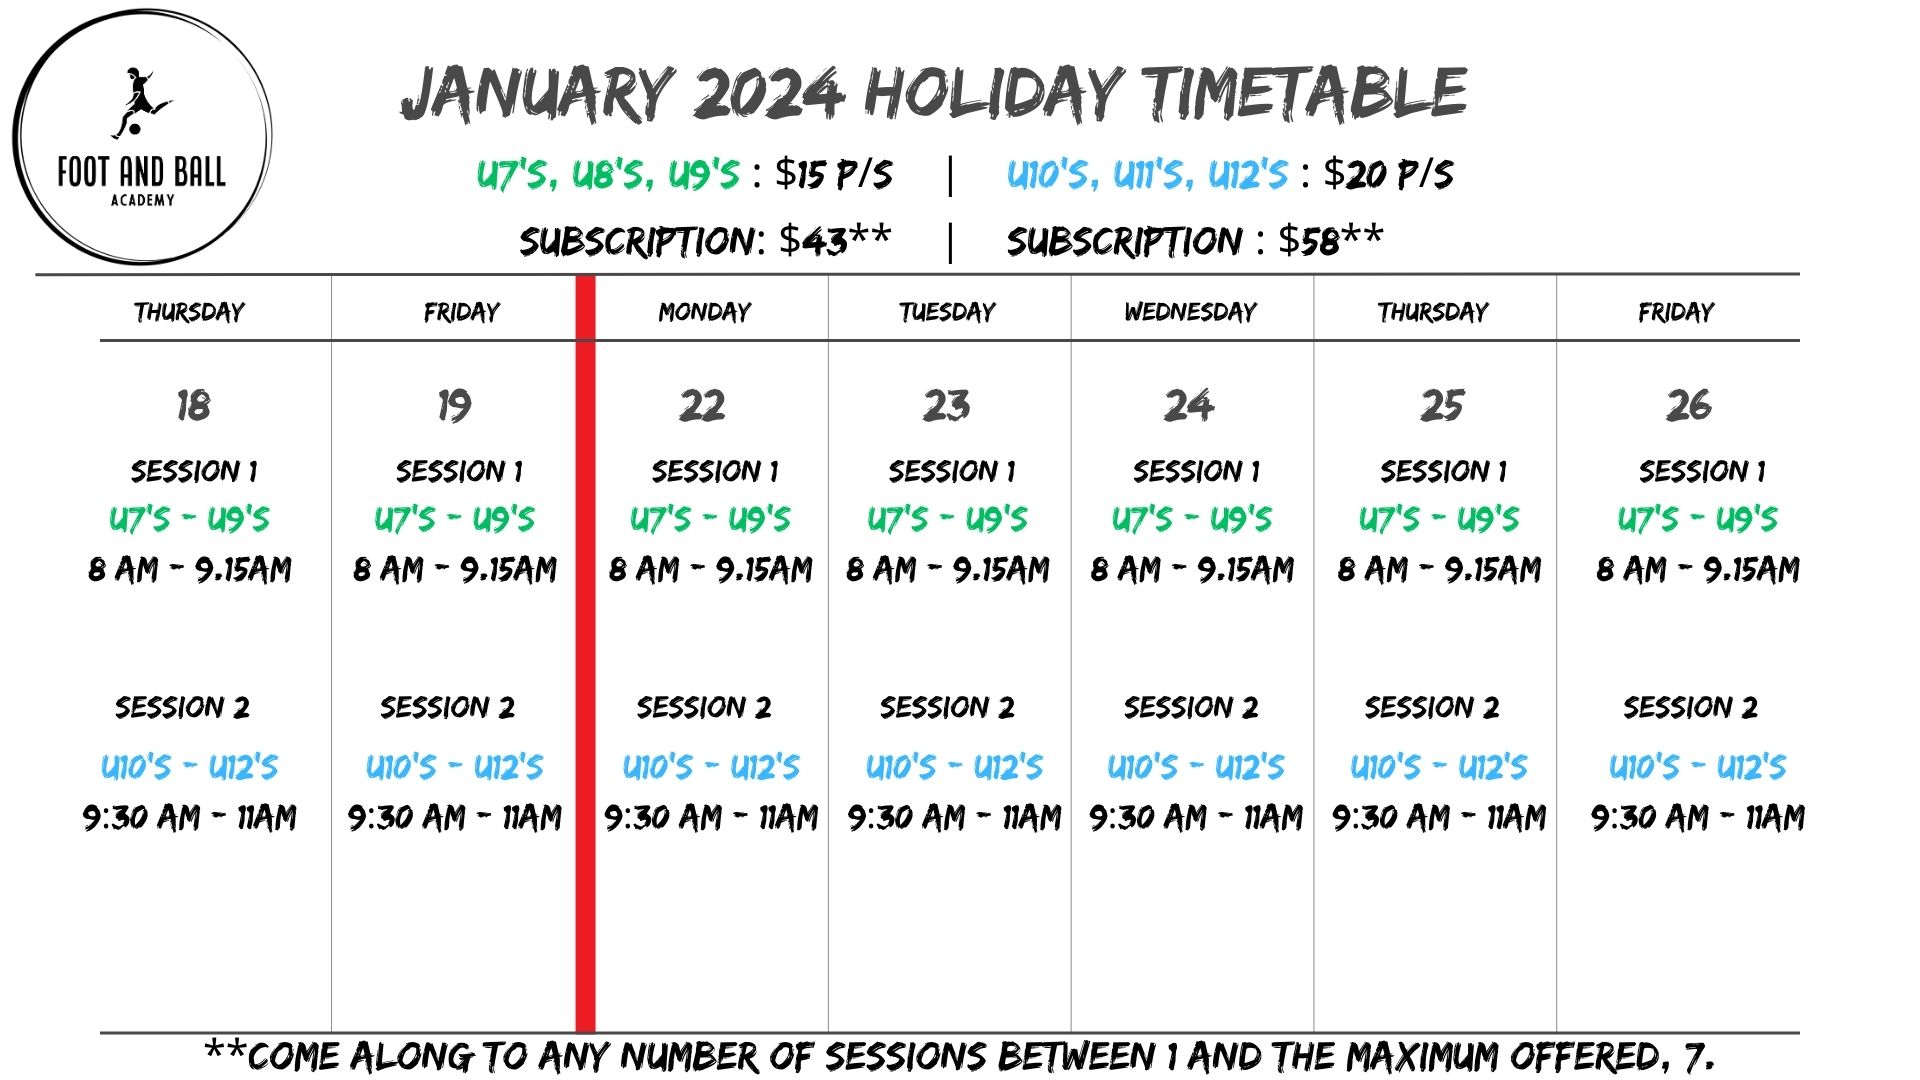 FOOT AND BALL
ACADEMY
JANUARY 2024 HOLIDAY TIMETABLE
U7'S, U8'S, U9'S : $15 P/S | U10'S, U11'S, U12'S : $20 P/S
SUBSCRIPTION: $43** | SUBSCRIPTION : $58**
THURSDAY FRIDAY MONDAY TUESDAY WEDNESDAY THURSDAY FRIDAY
18 19 22 23 24 25 26
SESSION 1 SESSION 1 SESSION 1 SESSION 1 SESSION 1 SESSION 1 SESSION 1
U7'S - U9'S U7'S - U9'S U7'S - U9'S U7'S - U9'S U7'S - U9'S U7'S - U9'S U7'S - U9'S
8 AM - 9.15AM 8 AM - 9.15AM 8 AM - 9.15AM 8 AM - 9.15AM 8 AM - 9.15AM 8 AM - 9.15AM 8 AM - 9.15AM
SESSION 2 SESSION 2 SESSION 2 SESSION 2 SESSION 2 SESSION 2 SESSION 2
U10'S - U12'S U10'S - U12'S U10'S - U12'S U10'S - U12'S U10'S - U12'S U10'S - U12'S U10'S - U12'S
9:30 AM - 11AM 9:30 AM - 11AM 9:30 AM - 11AM 9:30 AM - 11AM 9:30 AM - 11AM 9:30 AM - 11AM 9:30 AM - 11AM
**COME ALONG TO ANY NUMBER OF SESSIONS BETWEEN 1 AND THE MAXIMUM OFFERED, 7.